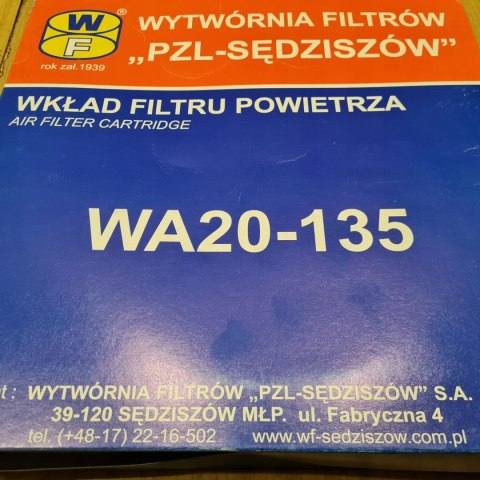 WF
®
rok zał.1939
WYTWÓRNIA FILTRÓW
„PZL-SĘDZISZÓW”
WKŁAD FILTRU POWIETRZA
AIR FILTER CARTRIDGE
WA20-135
WYTWÓRNIA FILTRÓW „PZL-SĘDZISZÓW” S.A.
39-120 SĘDZISZÓW MŁP. ul. Fabryczna 4
tel. (+48-17) 22-16-502 www.wf-sedziszow.com.pl